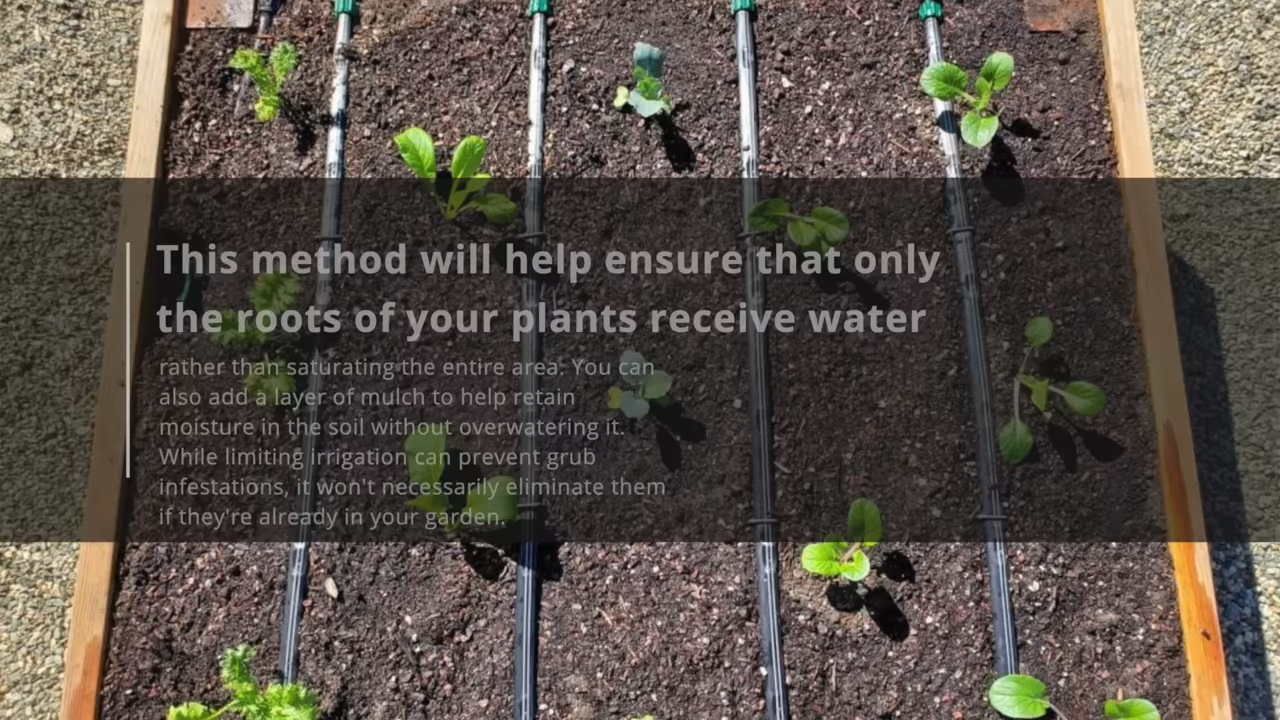 This method will help ensure that only
the roots of your plants receive water
rather than saturating the entire area. You can
also add a layer of mulch to help retain
moisture in the soil without overwatering it.
While limiting irrigation can prevent grub
infestations, it won't necessarily eliminate them
if they're already in your garden.